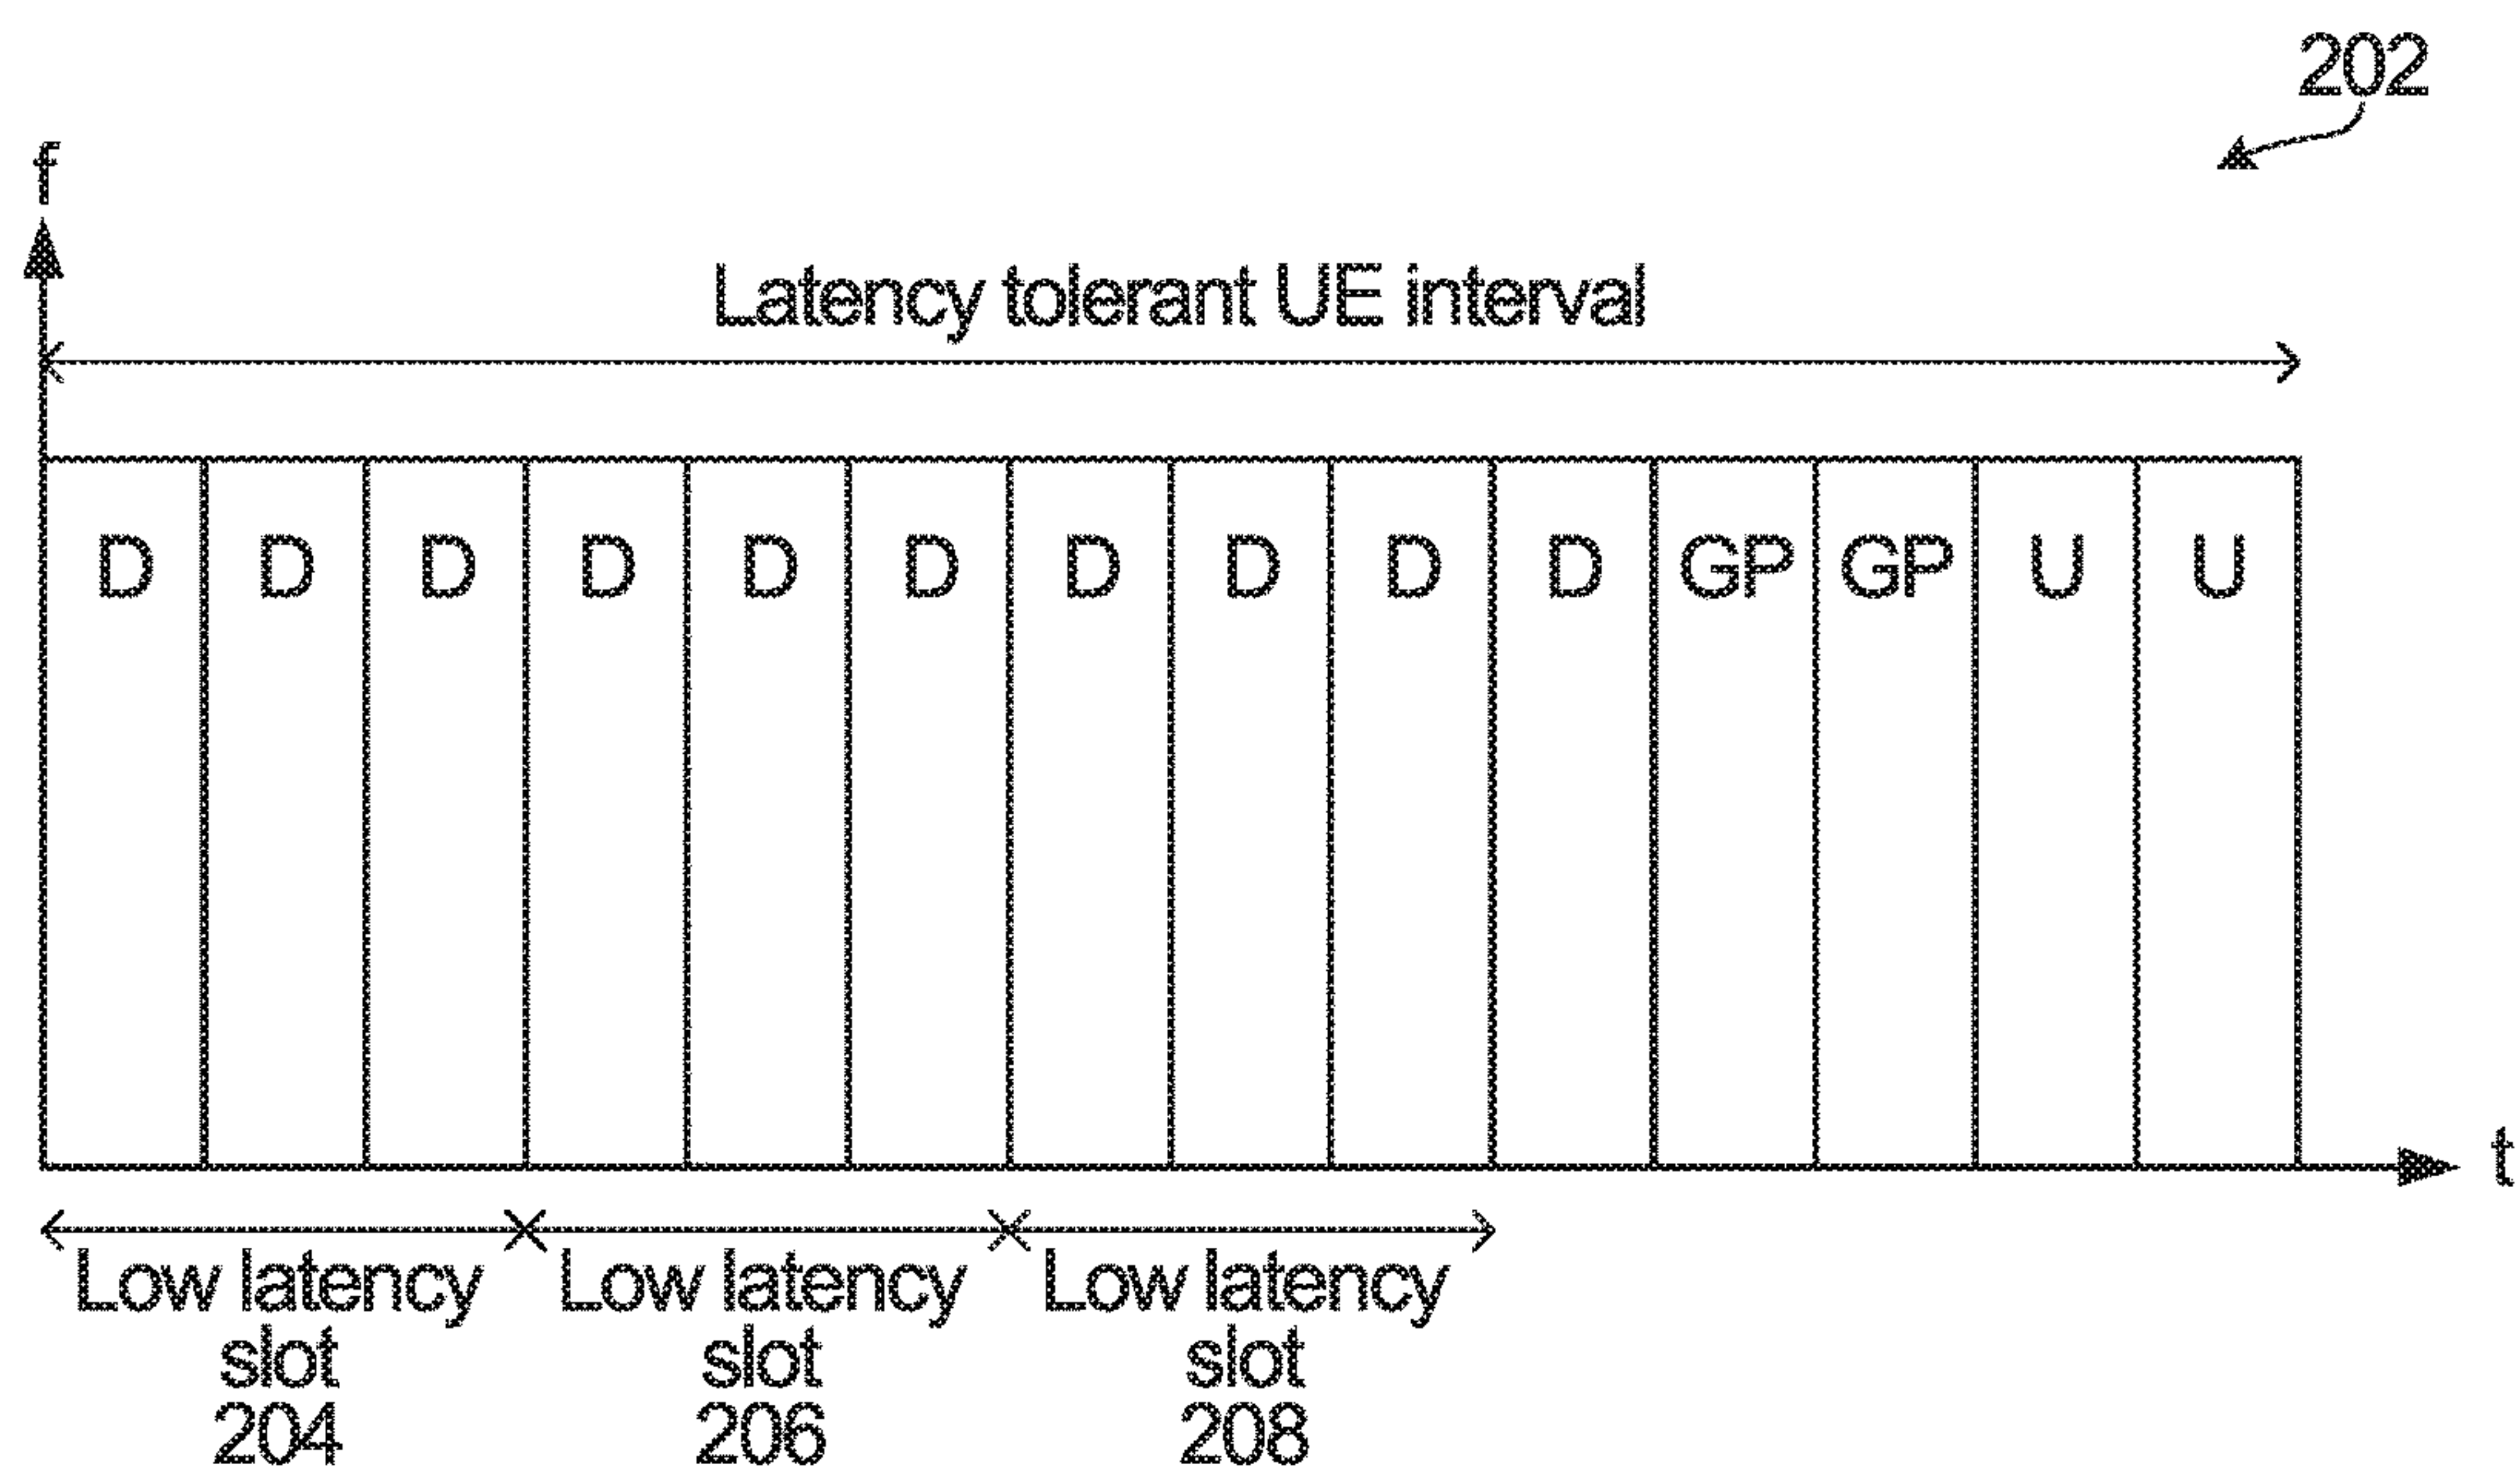 202
f
Latency tolerant UE interval
D D D D D D D D D D GP GP U U
t
Low latency slot 204
Low latency slot 206
Low latency slot 208